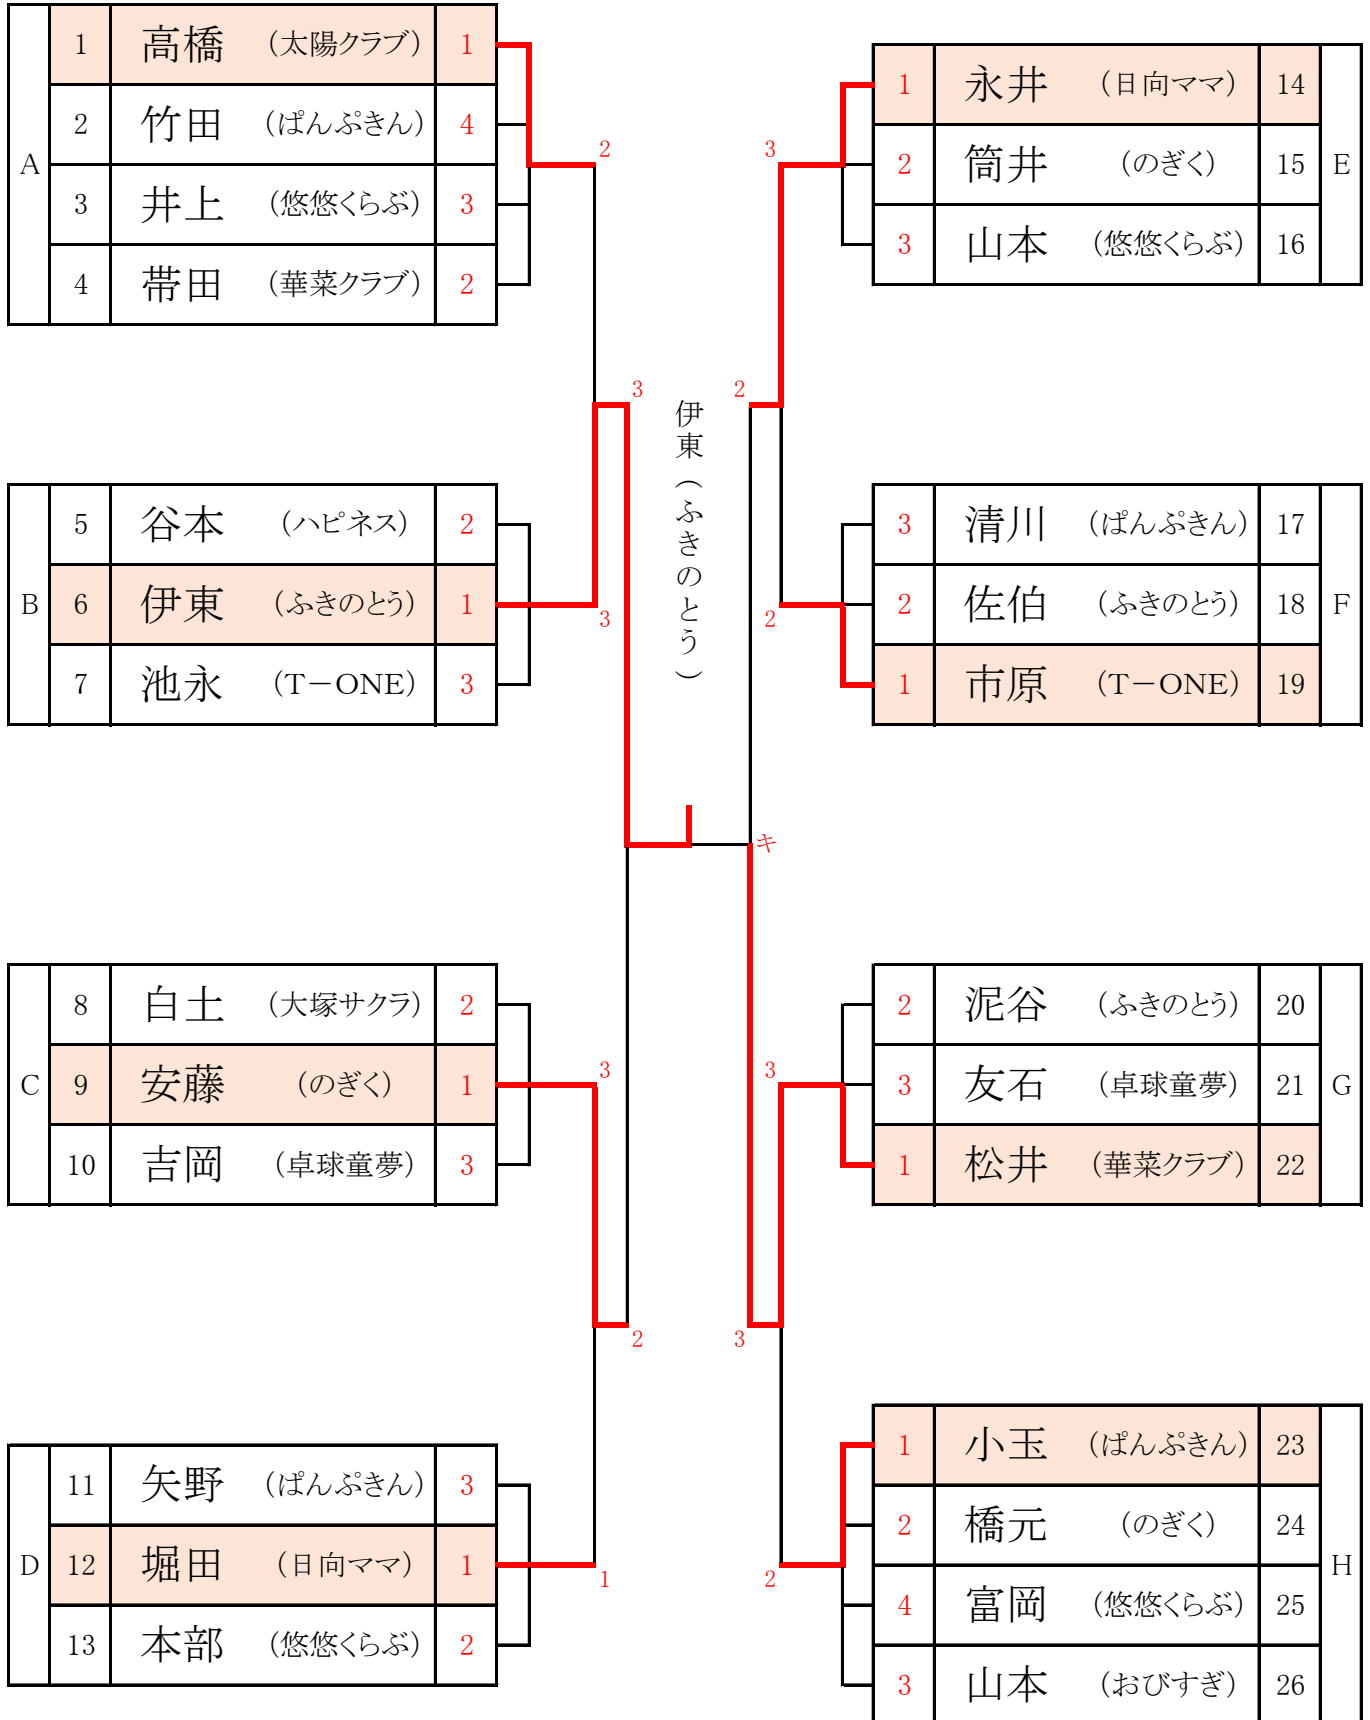 A
1 高橋 (太陽クラブ) 1
2 竹田 (ぱんぷきん) 4
3 井上 (悠悠くらぶ) 3
4 帯田 (華菜クラブ) 2
2
3
B
5 谷本 (ハピネス) 2
6 伊東 (ふきのとう) 1
7 池永 (T－ONE) 3
3
C
8 白土 (大塚サクラ) 2
9 安藤 (のぎく) 1
10 吉岡 (卓球童夢) 3
3
2
D
11 矢野 (ぱんぷきん) 3
12 堀田 (日向ママ) 1
13 本部 (悠悠くらぶ) 2
1
伊東(ふきのとう)
キ
E
1 永井 (日向ママ) 14
2 筒井 (のぎく) 15
3 山本 (悠悠くらぶ) 16
3
2
F
3 清川 (ぱんぷきん) 17
2 佐伯 (ふきのとう) 18
1 市原 (T－ONE) 19
2
G
2 泥谷 (ふきのとう) 20
3 友石 (卓球童夢) 21
1 松井 (華菜クラブ) 22
3
3
H
1 小玉 (ぱんぷきん) 23
2 橋元 (のぎく) 24
4 富岡 (悠悠くらぶ) 25
3 山本 (おびすぎ) 26
2